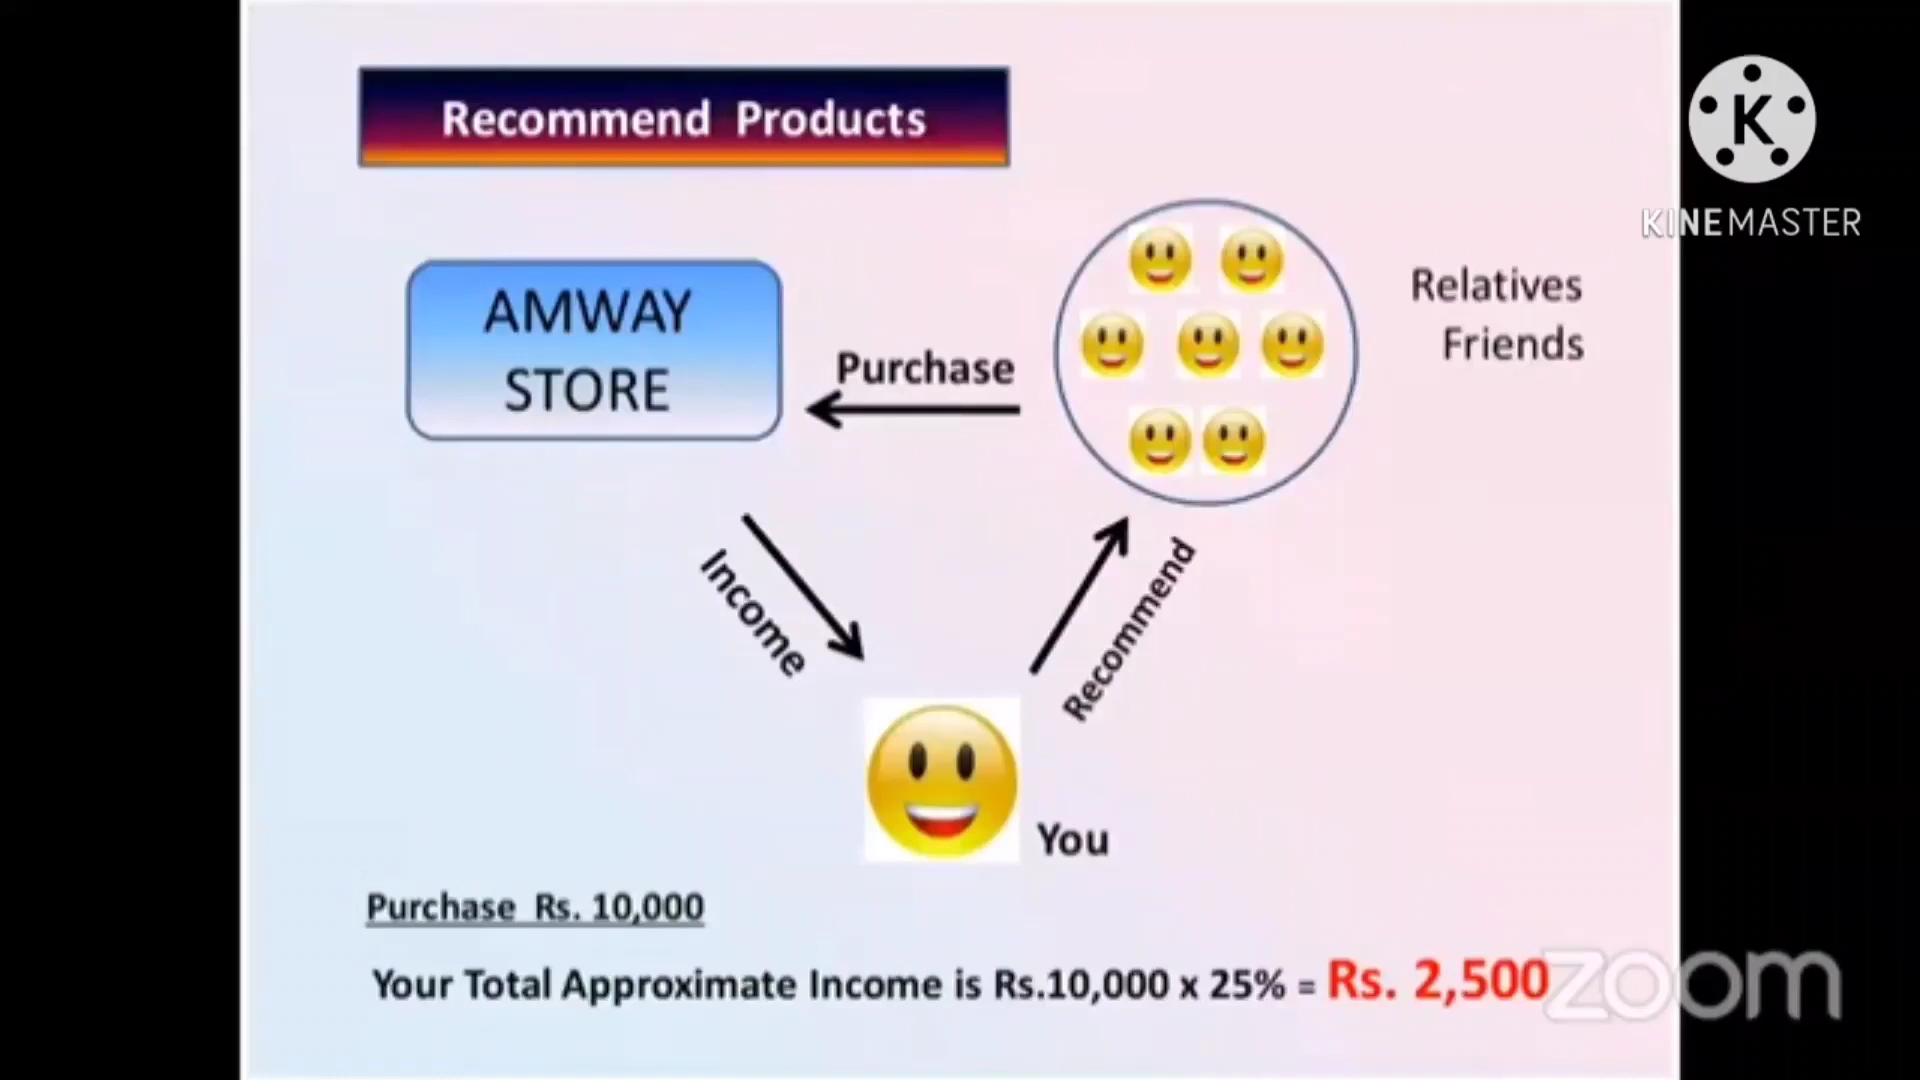 Recommend Products
K
KINEMASTER
AMWAY
STORE
Purchase
Relatives
Friends
Income
Recommend
You
Purchase Rs. 10,000
Your Total Approximate Income is Rs.10,000 x 25% = Rs. 2,500
zoom